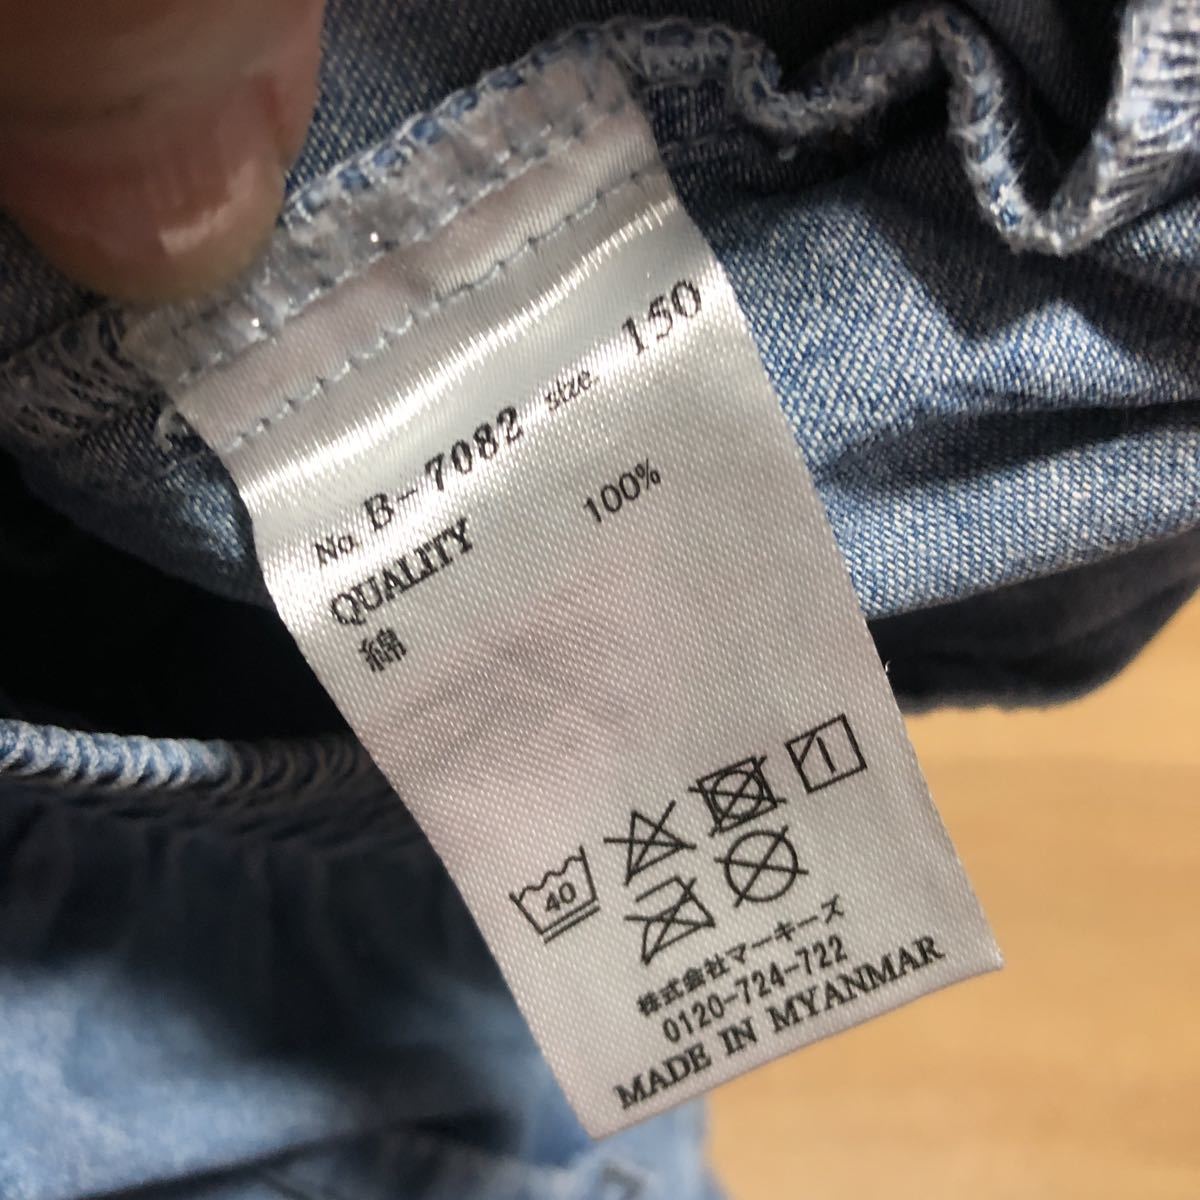 No. B-7082 size 150
QUALITY
綿 100%
40
株式会社マーキーズ
0120-724-722
MADE IN MYANMAR